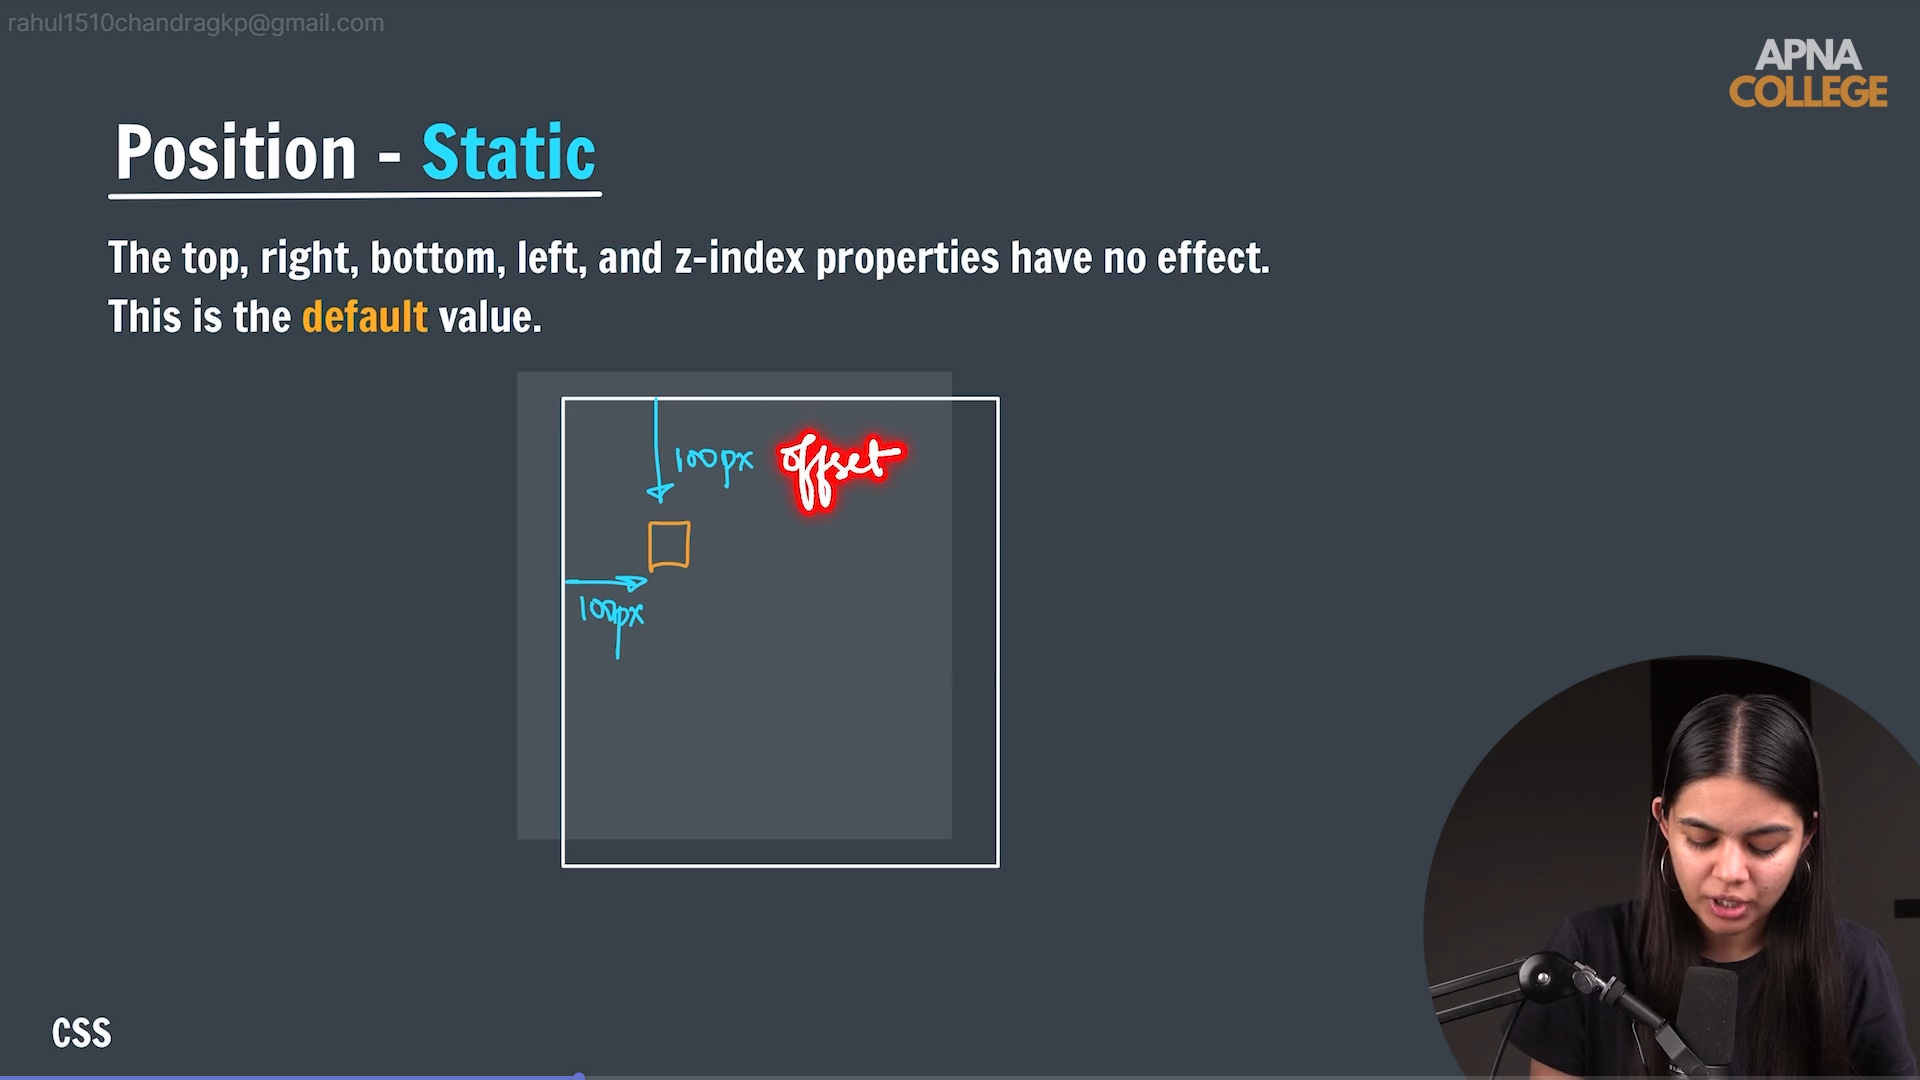 rahul1510chandragkp@gmail.com
APNA
COLLEGE
Position - Static
The top, right, bottom, left, and z-index properties have no effect.
This is the default value.
100px offset
100px
CSS